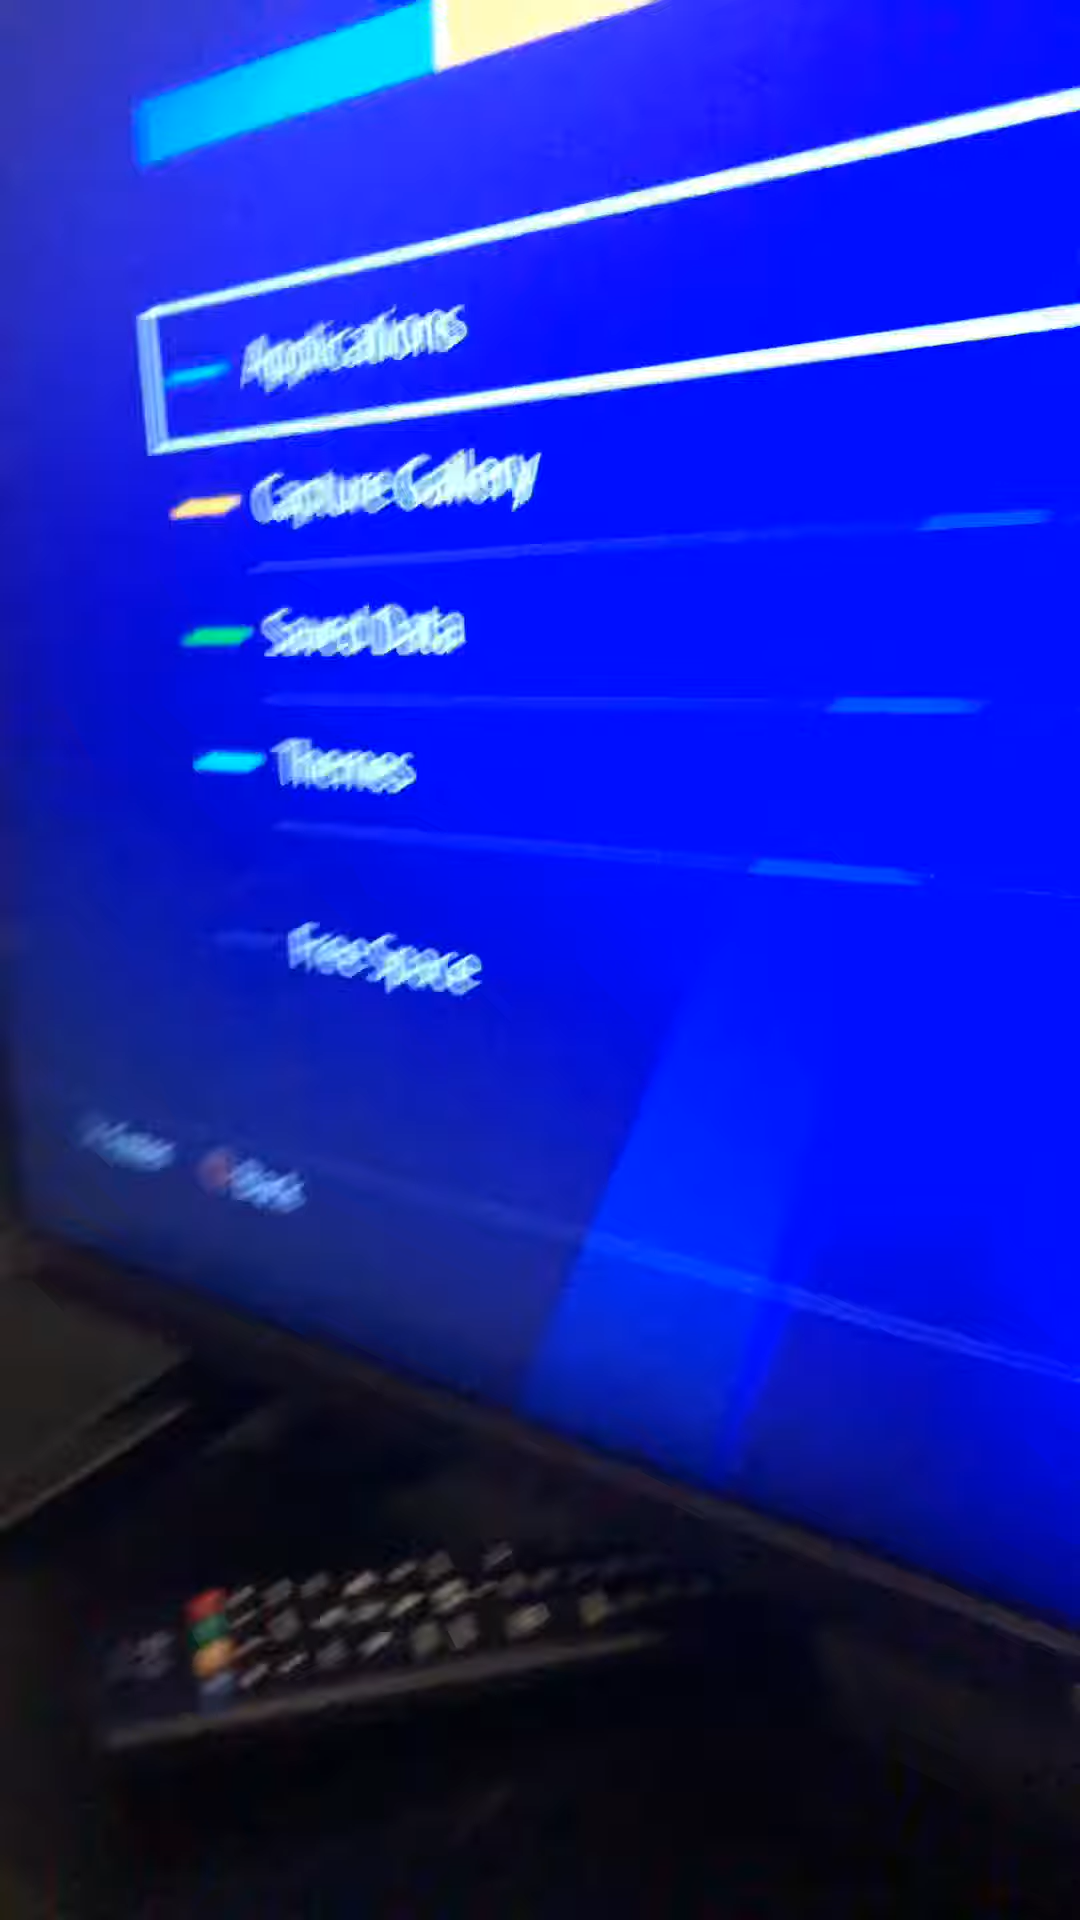 Applications
Capture Gallery
Saved Data
Themes
Free Space